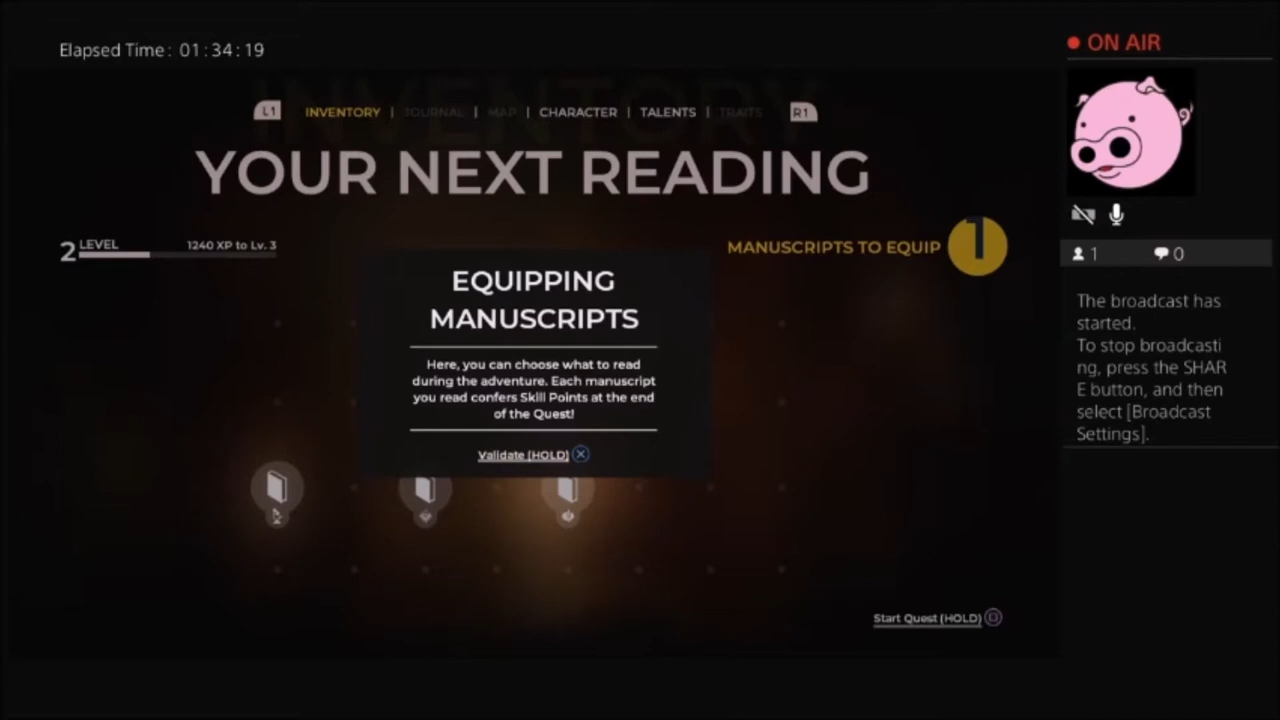 Elapsed Time: 01:34:19
ON AIR
INVENTORY
L1 INVENTORY | JOURNAL | MAP | CHARACTER | TALENTS | TRAITS R1
YOUR NEXT READING
2 LEVEL 1240 XP to Lv. 3
MANUSCRIPTS TO EQUIP 1
EQUIPPING
MANUSCRIPTS
Here, you can choose what to read
during the adventure. Each manuscript
you read confers Skill Points at the end
of the Quest!
Validate (HOLD)
Start Quest (HOLD)
1 0
The broadcast has
started.
To stop broadcasti
ng, press the SHAR
E button, and then
select [Broadcast
Settings].